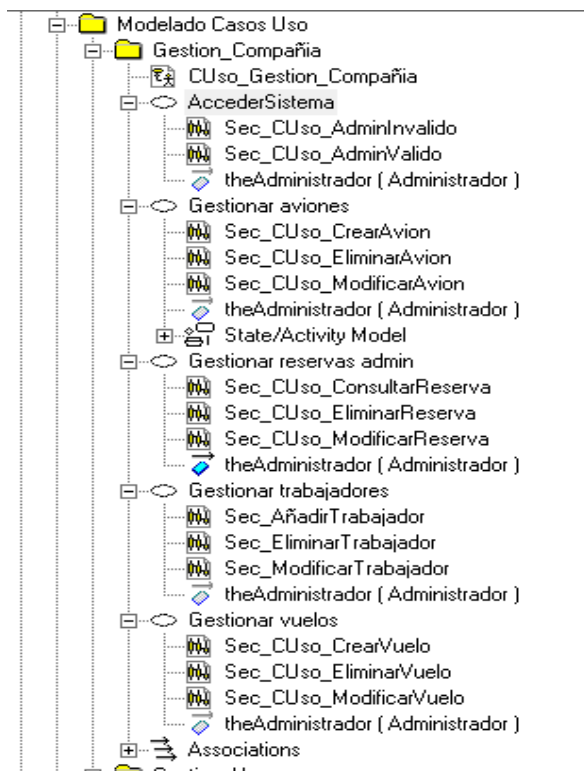 Modelado Casos Uso
Gestion_Compañia
CUso_Gestion_Compañia
AccederSistema
Sec_CUso_AdminInvalido
Sec_CUso_AdminValido
theAdministrador ( Administrador )
Gestionar aviones
Sec_CUso_CrearAvion
Sec_CUso_EliminarAvion
Sec_CUso_ModificarAvion
theAdministrador ( Administrador )
State/Activity Model
Gestionar reservas admin
Sec_CUso_ConsultarReserva
Sec_CUso_EliminarReserva
Sec_CUso_ModificarReserva
theAdministrador ( Administrador )
Gestionar trabajadores
Sec_AñadirTrabajador
Sec_EliminarTrabajador
Sec_ModificarTrabajador
theAdministrador ( Administrador )
Gestionar vuelos
Sec_CUso_CrearVuelo
Sec_CUso_EliminarVuelo
Sec_CUso_ModificarVuelo
theAdministrador ( Administrador )
Associations